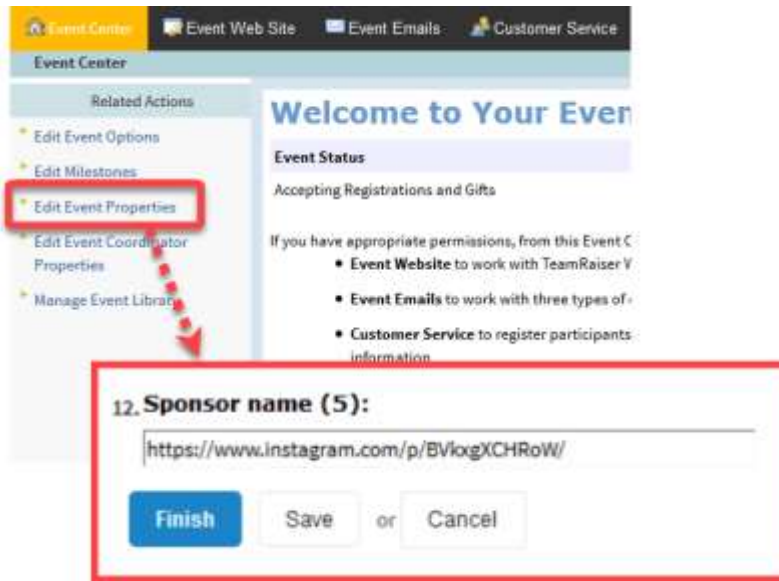 Event Center Event Web Site Event Emails Customer Service
Event Center
Related Actions
Edit Event Options
Edit Milestones
Edit Event Properties
Edit Event Coordinator
Properties
Manage Event
Welcome to Your Even
Event Status
Accepting Registrations and Gifts
If you have appropriate permissions, from this Event C
• Event Website to work with TeamRaiser
• Event Emails to work with three types of
• Customer Service to register participants
information
12. Sponsor name (5):
https://www.instagram.com/p/BVkxgXCHRoW/
Finish Save or Cancel